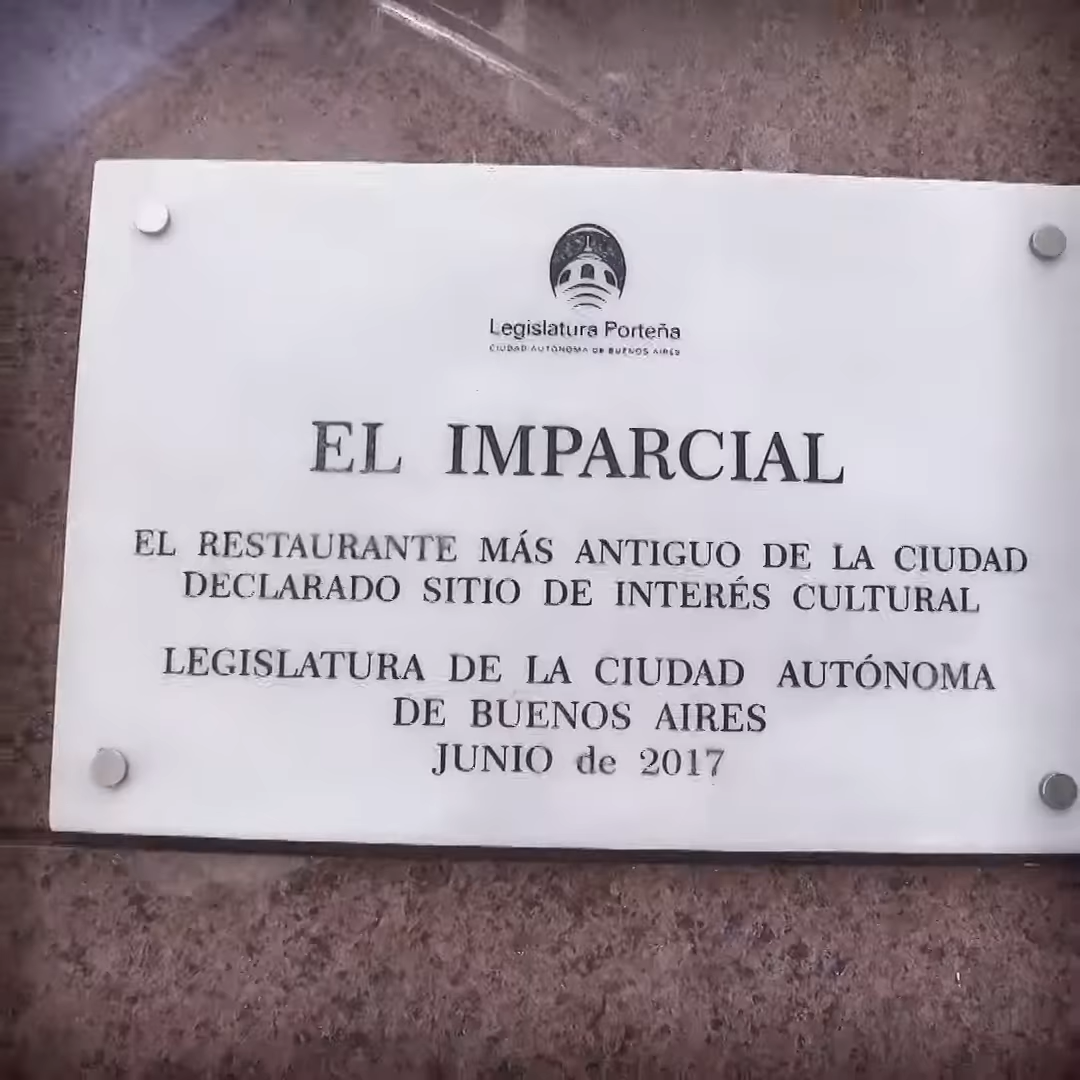 Legislatura Porteña
CIUDAD AUTÓNOMA DE BUENOS AIRES
EL IMPARCIAL
EL RESTAURANTE MÁS ANTIGUO DE LA CIUDAD
DECLARADO SITIO DE INTERÉS CULTURAL
LEGISLATURA DE LA CIUDAD AUTÓNOMA
DE BUENOS AIRES
JUNIO de 2017